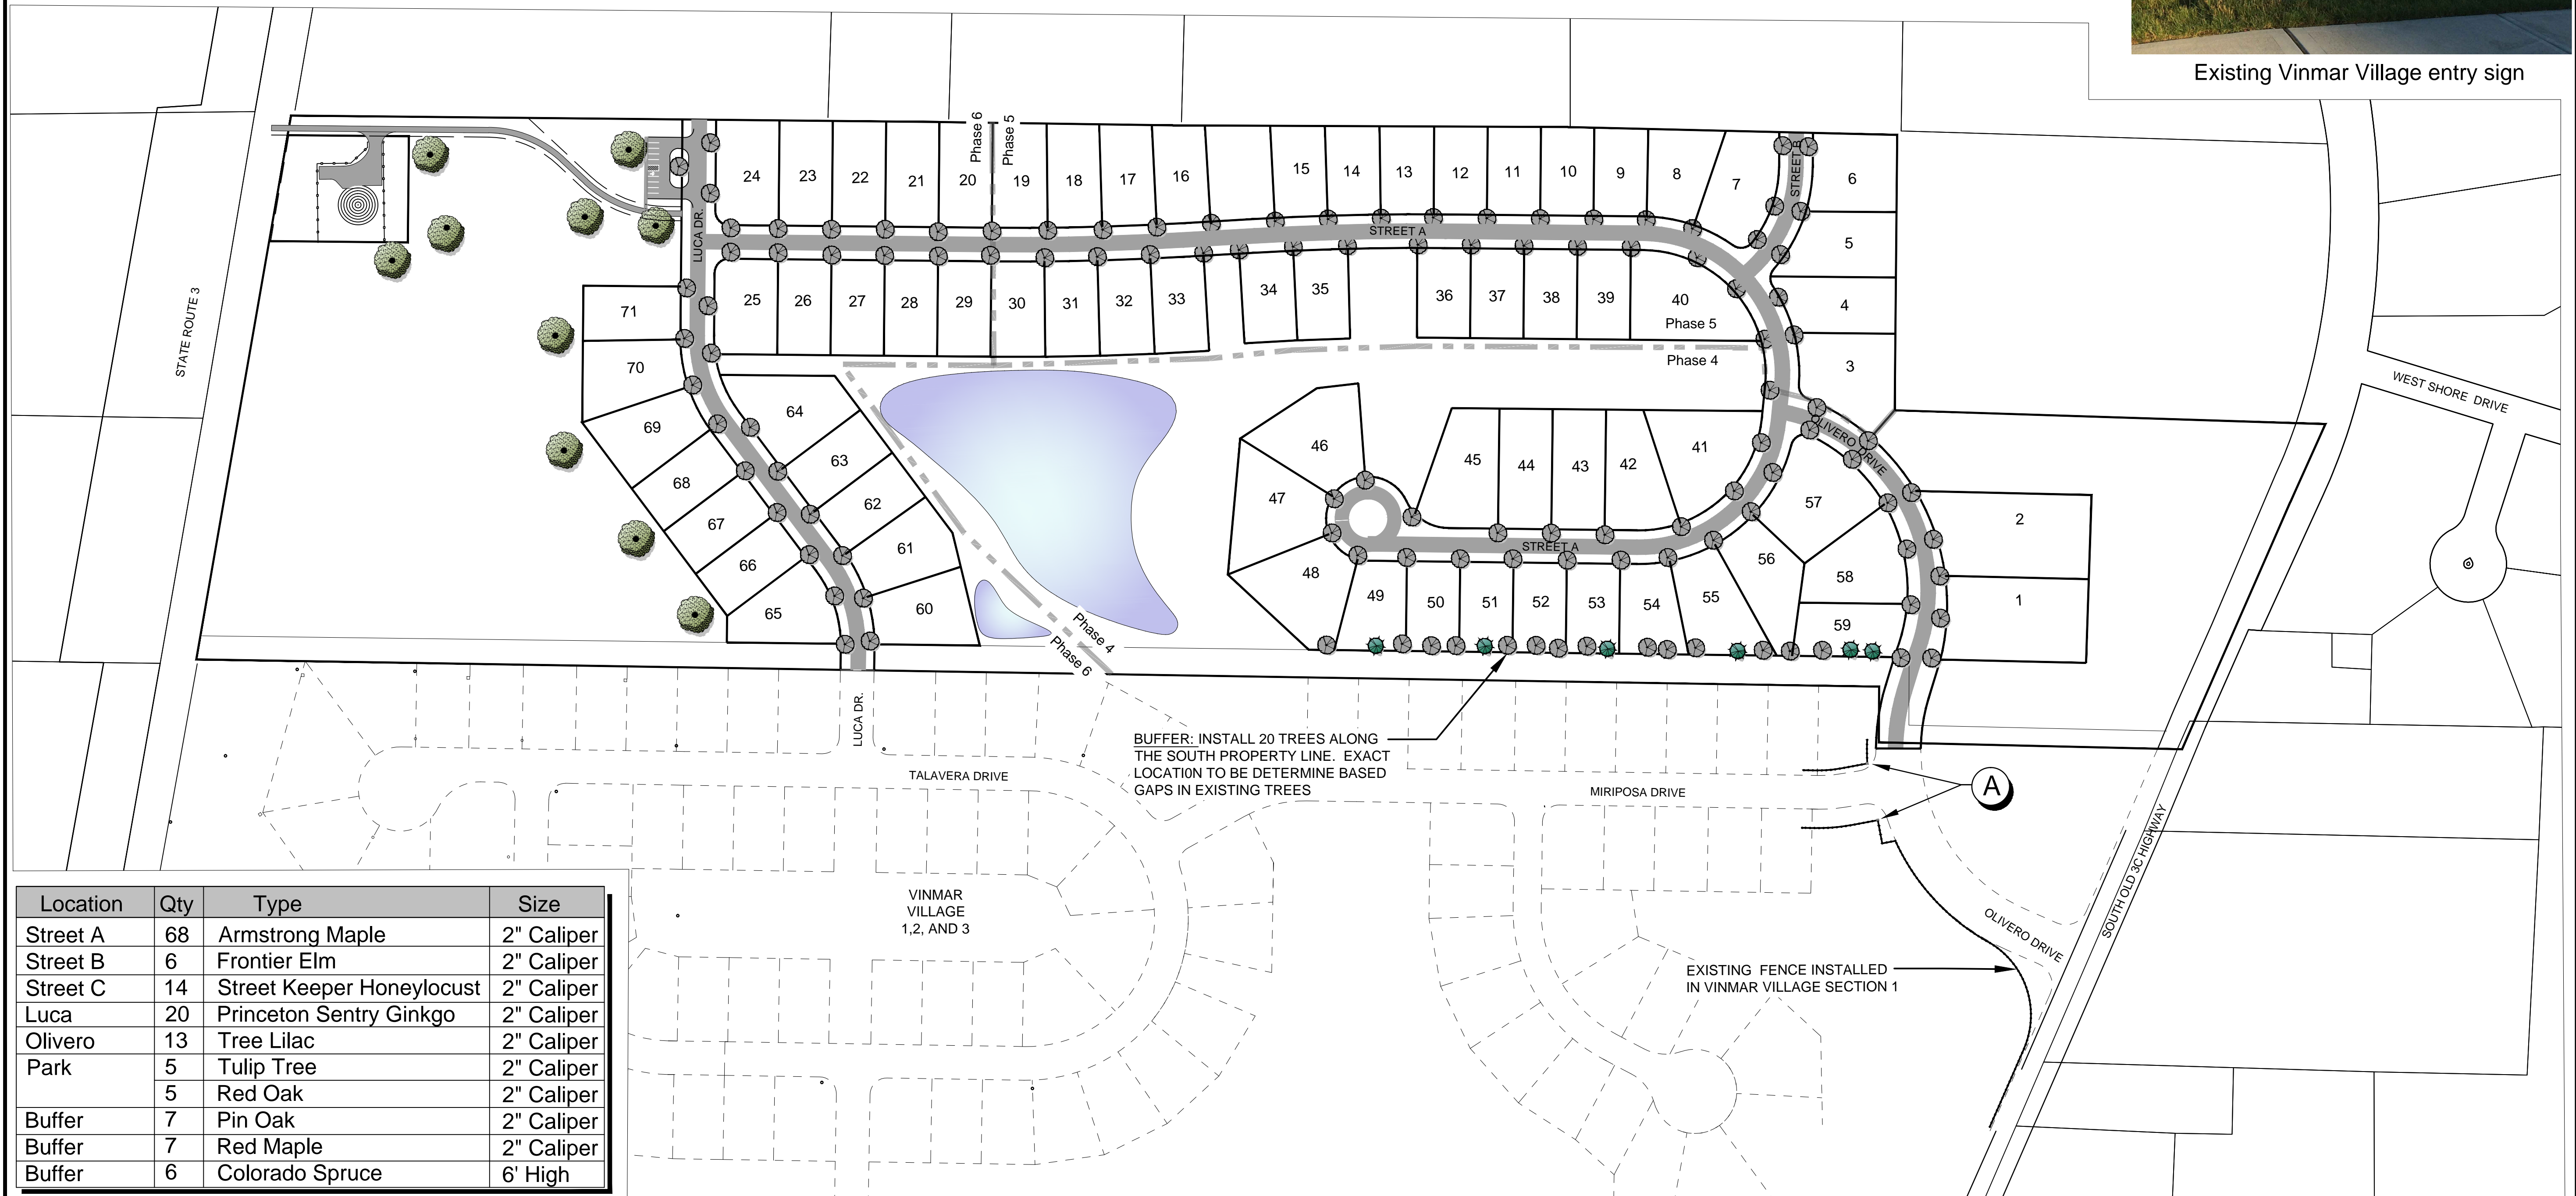 Existing Vinmar Village entry sign
Phase 6
Phase 5
STREET B
24
23
22
21
20
19
18
17
16
15
14
13
12
11
10
9
8
7
6
5
4
3
LUCA DR.
STREET A
STATE ROUTE 3
71
70
25
26
27
28
29
30
31
32
33
34
35
36
37
38
39
40
Phase 5
Phase 4
WEST SHORE DRIVE
69
68
67
66
65
64
63
62
61
60
46
47
48
45
44
43
42
41
STREET A
OLIVERO DRIVE
57
2
1
49
50
51
52
53
54
55
56
58
59
Phase 4
Phase 6
LUCA DR.
BUFFER: INSTALL 20 TREES ALONG
THE SOUTH PROPERTY LINE. EXACT
LOCATI0N TO BE DETERMINE BASED
GAPS IN EXISTING TREES
TALAVERA DRIVE
MIRIPOSA DRIVE
A
SOUTH OLD 3C HIGHWAY
OLIVERO DRIVE
VINMAR
VILLAGE
1,2, AND 3
EXISTING FENCE INSTALLED
IN VINMAR VILLAGE SECTION 1
Location Qty Type Size
Street A 68 Armstrong Maple 2" Caliper
Street B 6 Frontier Elm 2" Caliper
Street C 14 Street Keeper Honeylocust 2" Caliper
Luca 20 Princeton Sentry Ginkgo 2" Caliper
Olivero 13 Tree Lilac 2" Caliper
Park 5 Tulip Tree 2" Caliper
5 Red Oak 2" Caliper
Buffer 7 Pin Oak 2" Caliper
Buffer 7 Red Maple 2" Caliper
Buffer 6 Colorado Spruce 6' High